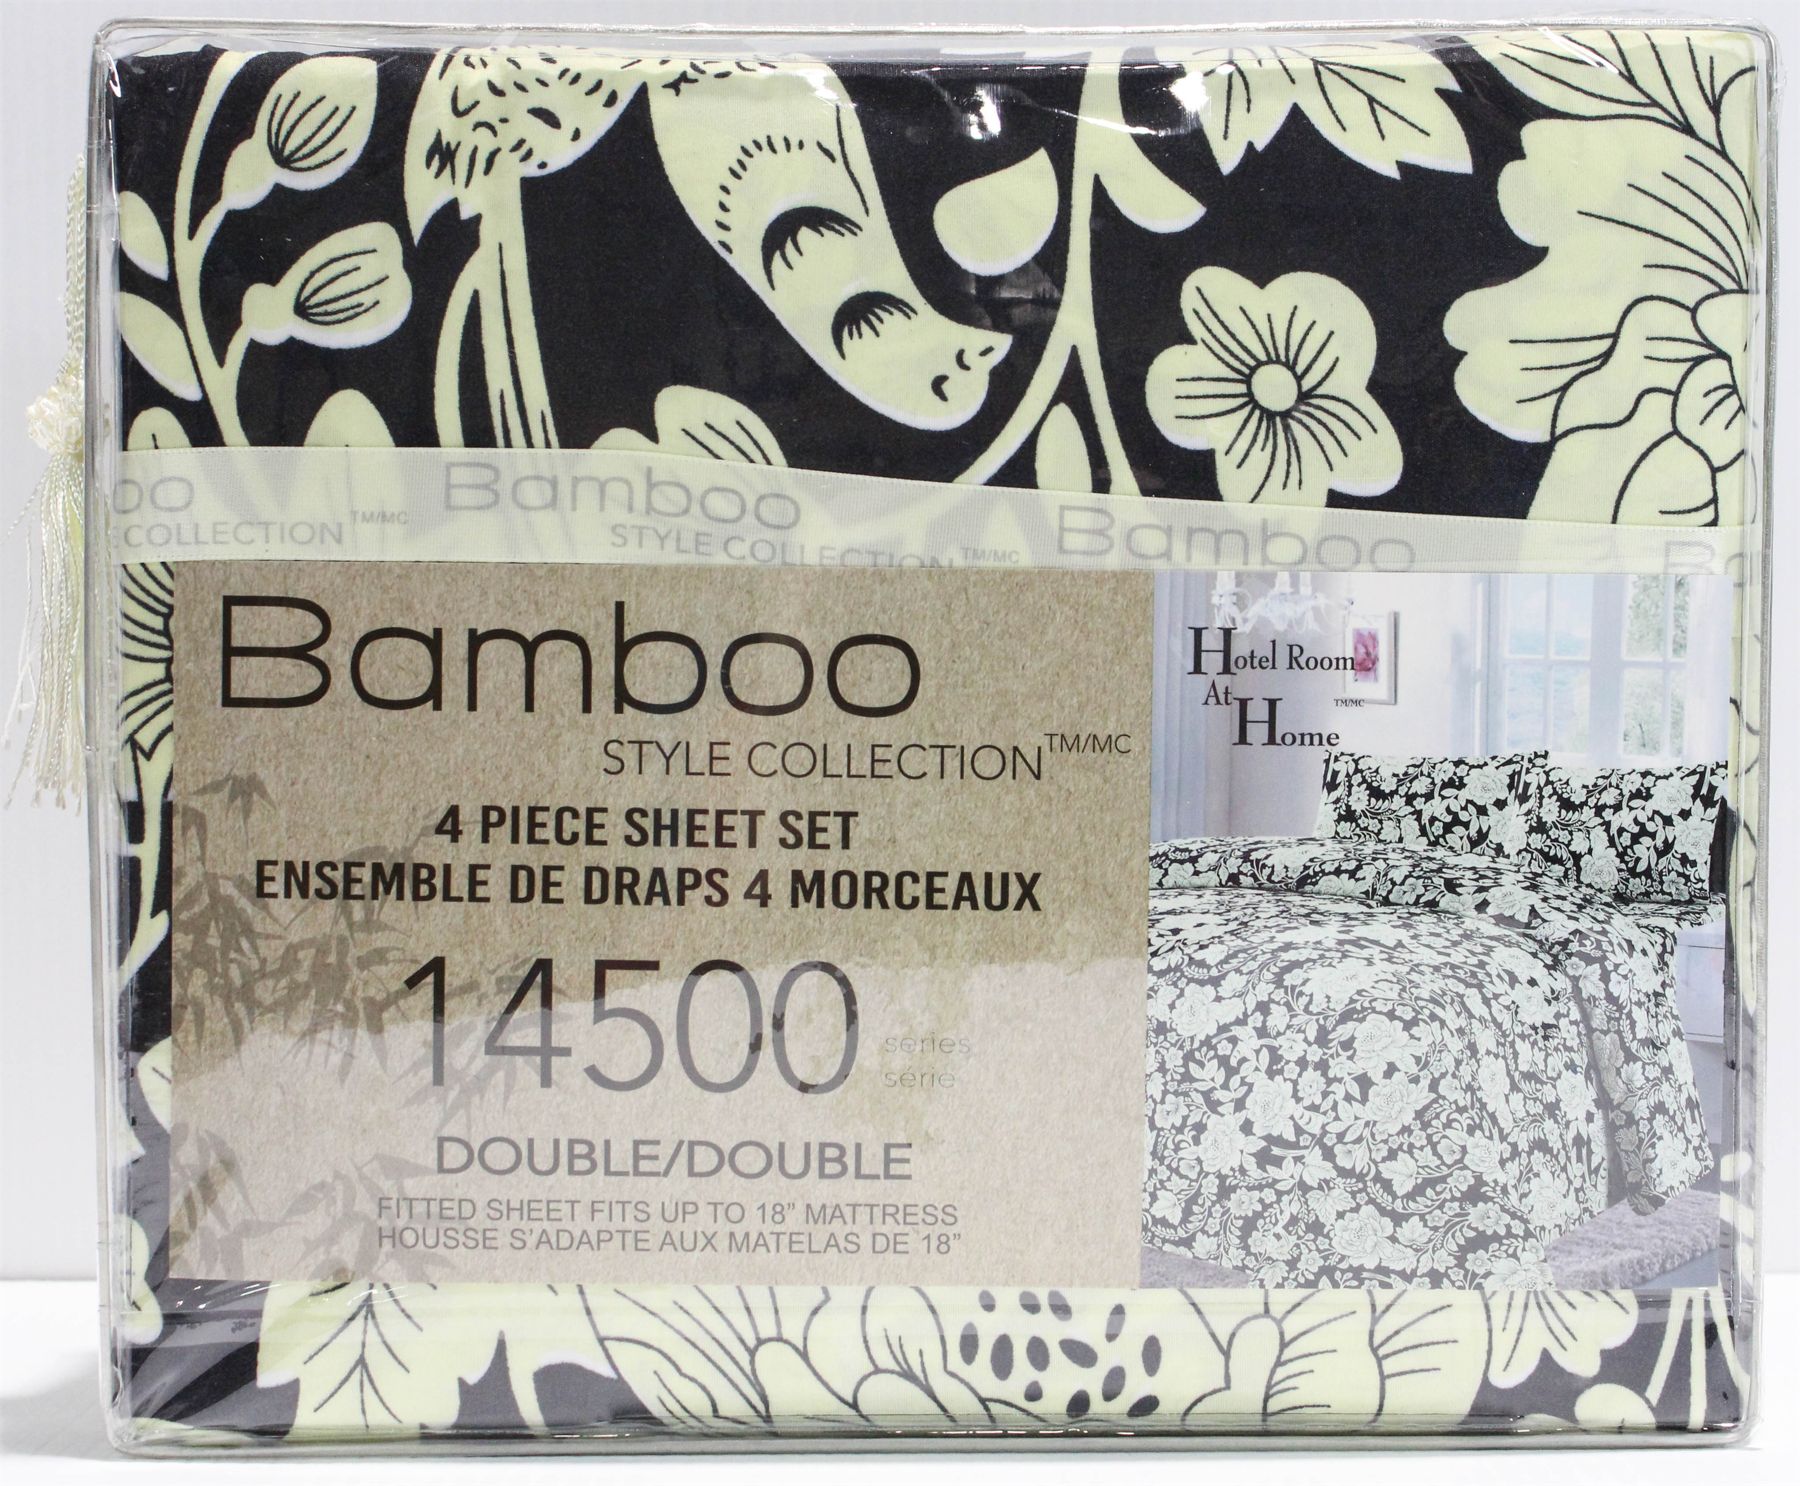 oo Bamboo Bamboo Ba
COLLECTION TM/MC STYLE COLLECTION TM/MC
Bamboo
STYLE COLLECTION TM/MC
4 PIECE SHEET SET
ENSEMBLE DE DRAPS 4 MORCEAUX
14500 series
série
DOUBLE/DOUBLE
FITTED SHEET FITS UP TO 18” MATTRESS
HOUSSE S’ADAPTE AUX MATELAS DE 18”
Hotel Room
At
Home TM/MC